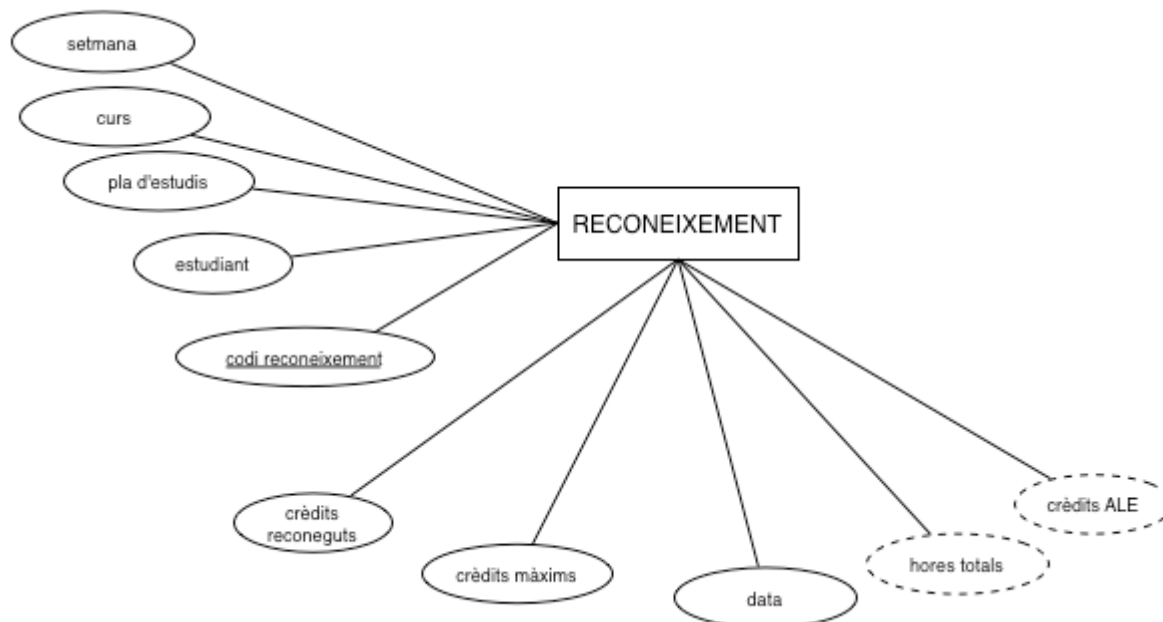 setmana
curs
pla d'estudis
RECONEIXEMENT
estudiant
codi reconeixement
crèdits
reconeguts
crèdits màxims
data
hores totals
crèdits ALE